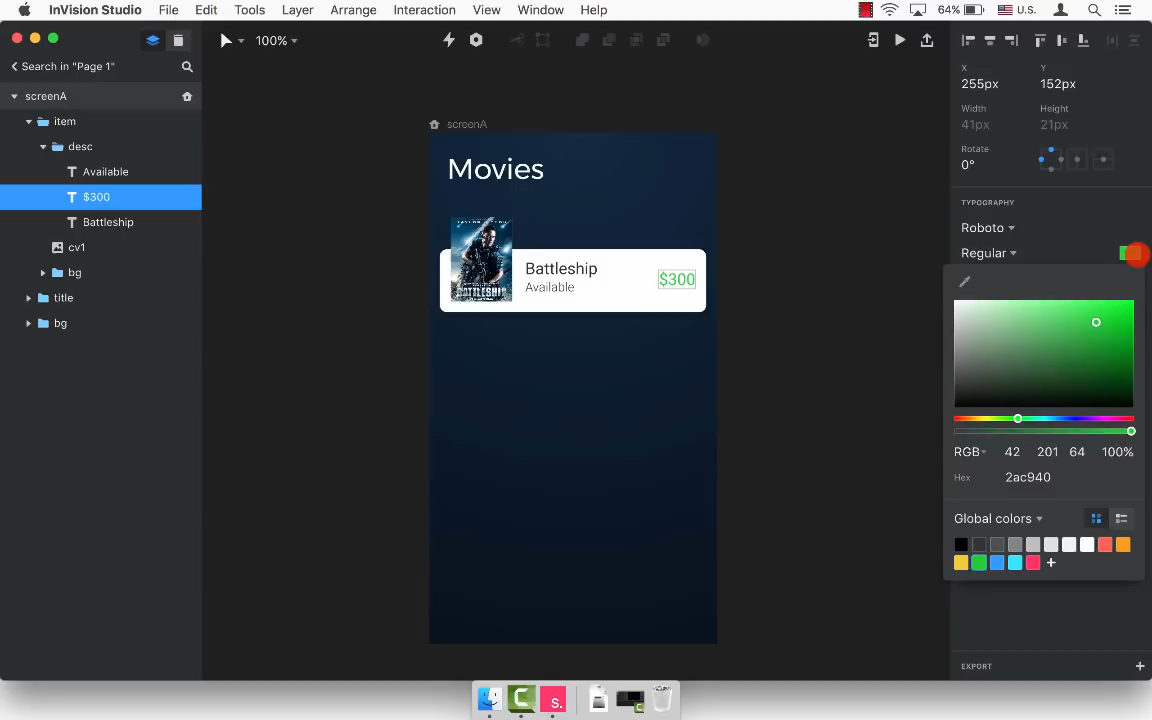 InVision Studio File Edit Tools Layer Arrange Interaction View Window Help 64% U.S.
100%
Search in "Page 1"
screenA
item
desc
Available
$300
Battleship
cv1
bg
title
bg
screenA
Movies
BATTLESHIP
Battleship
Available
$300
X Y
255px 152px
Width Height
41px 21px
Rotate
0°
TYPOGRAPHY
Roboto
Regular
RGB 42 201 64 100%
Hex 2ac940
Global colors
EXPORT
s.